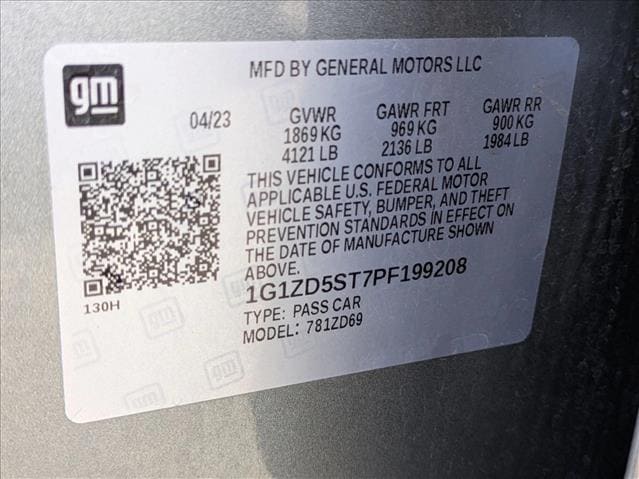 gm
MFD BY GENERAL MOTORS LLC
04/23 GVWR GAWR FRT GAWR RR
1869 KG 969 KG 900 KG
4121 LB 2136 LB 1984 LB
THIS VEHICLE CONFORMS TO ALL
APPLICABLE U.S. FEDERAL MOTOR
VEHICLE SAFETY, BUMPER, AND THEFT
PREVENTION STANDARDS IN EFFECT ON
THE DATE OF MANUFACTURE SHOWN
ABOVE.
130H
1G1ZD5ST7PF199208
TYPE: PASS CAR
MODEL: 781ZD69